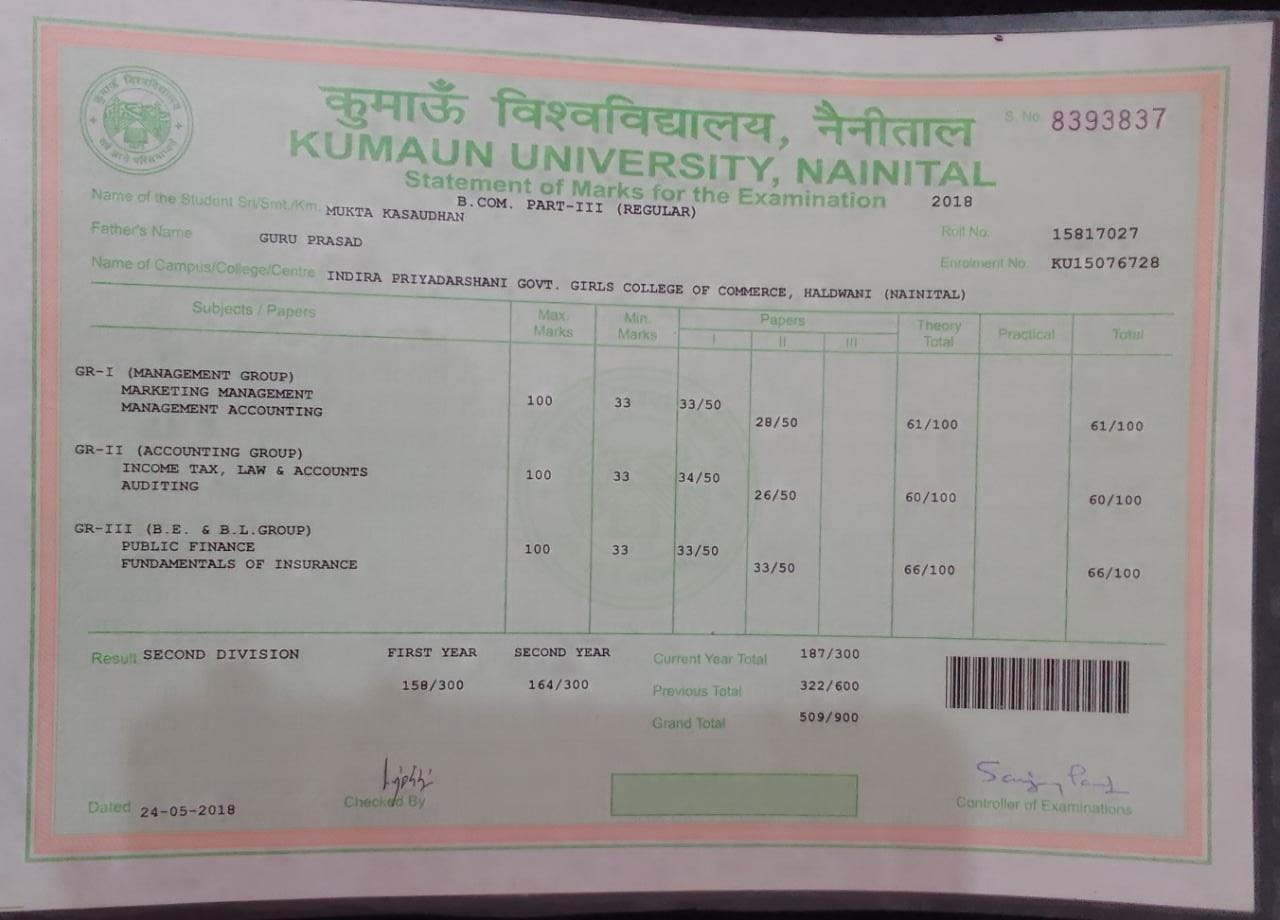 कुमाऊँ विश्वविद्यालय, नैनीताल
S. No. 8393837
KUMAUN UNIVERSITY, NAINITAL
Statement of Marks for the Examination 2018
B.COM. PART-III (REGULAR)
Name of the Student Sri/Smt./Km. MUKTA KASAUDHAN
Roll No. 15817027
Father's Name GURU PRASAD
Enrolment No. KU15076728
Name of Campus/College/Centre INDIRA PRIYADARSHANI GOVT. GIRLS COLLEGE OF COMMERCE, HALDWANI (NAINITAL)
Subjects / Papers Max. Marks Min. Marks Papers Theory Total Practical Total
I II III
GR-I (MANAGEMENT GROUP)
MARKETING MANAGEMENT 100 33 33/50
MANAGEMENT ACCOUNTING 28/50 61/100 61/100
GR-II (ACCOUNTING GROUP)
INCOME TAX, LAW & ACCOUNTS 100 33 34/50
AUDITING 26/50 60/100 60/100
GR-III (B.E. & B.L.GROUP)
PUBLIC FINANCE 100 33 33/50
FUNDAMENTALS OF INSURANCE 33/50 66/100 66/100
Result SECOND DIVISION FIRST YEAR SECOND YEAR Current Year Total 187/300
158/300 164/300 Previous Total 322/600
Grand Total 509/900
Dated 24-05-2018
Checked By
Controller of Examinations